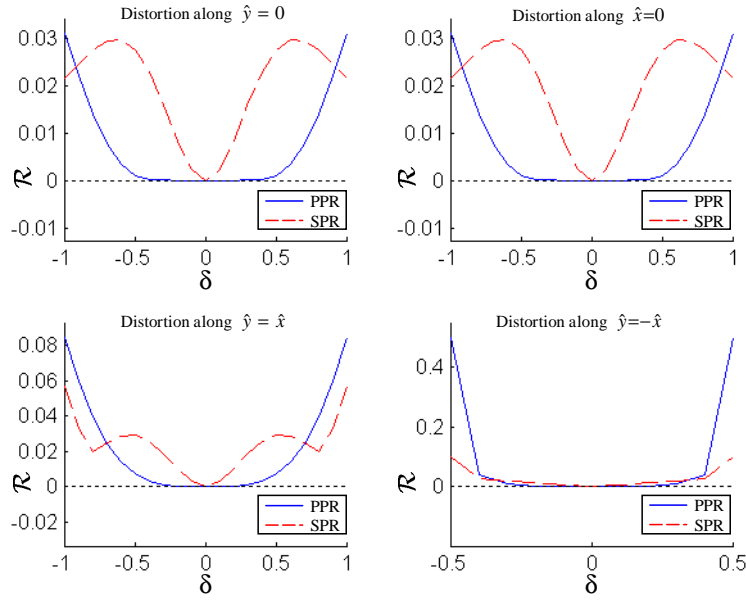 Distortion along ŷ = 0
0.03
0.02
0.01
0
-0.01
ℛ
PPR
SPR
-1
-0.5
0
0.5
1
δ
Distortion along x̂=0
0.03
0.02
0.01
0
-0.01
ℛ
PPR
SPR
-1
-0.5
0
0.5
1
δ
Distortion along ŷ = x̂
0.08
0.06
0.04
0.02
0
-0.02
ℛ
PPR
SPR
-1
-0.5
0
0.5
1
δ
Distortion along ŷ=−x̂
0.4
0.2
0
ℛ
PPR
SPR
-0.5
0
0.5
δ